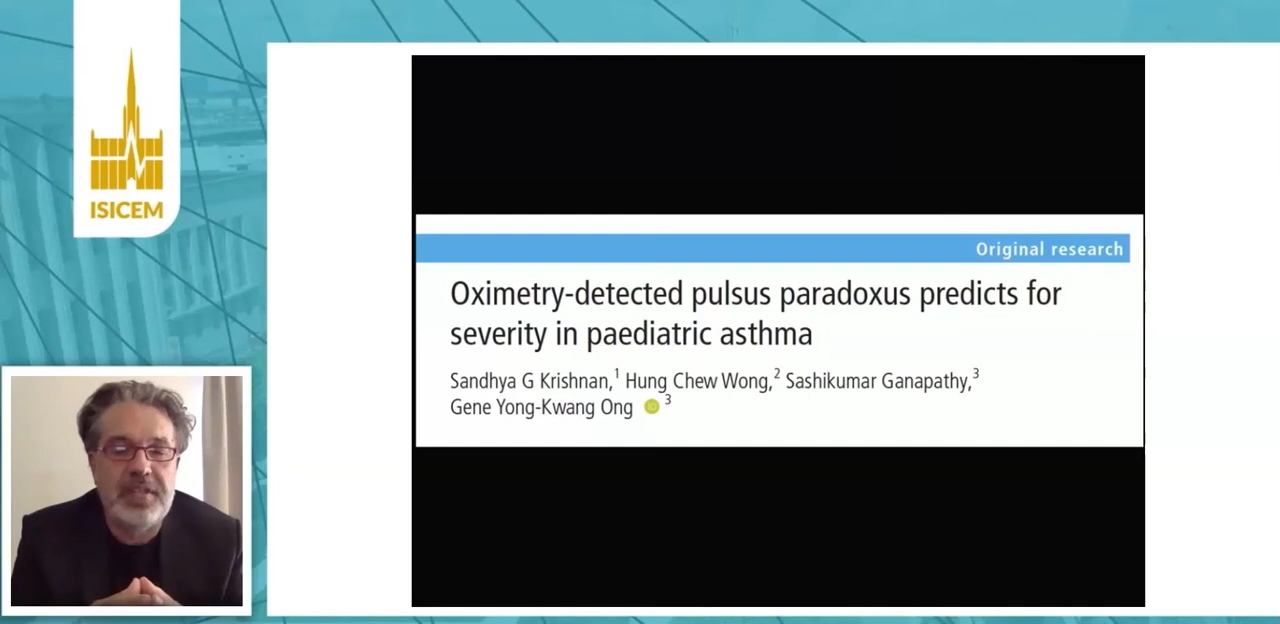 ISICEM
Original research
Oximetry-detected pulsus paradoxus predicts for
severity in paediatric asthma
Sandhya G Krishnan,1 Hung Chew Wong,2 Sashikumar Ganapathy,3
Gene Yong-Kwang Ong iD 3